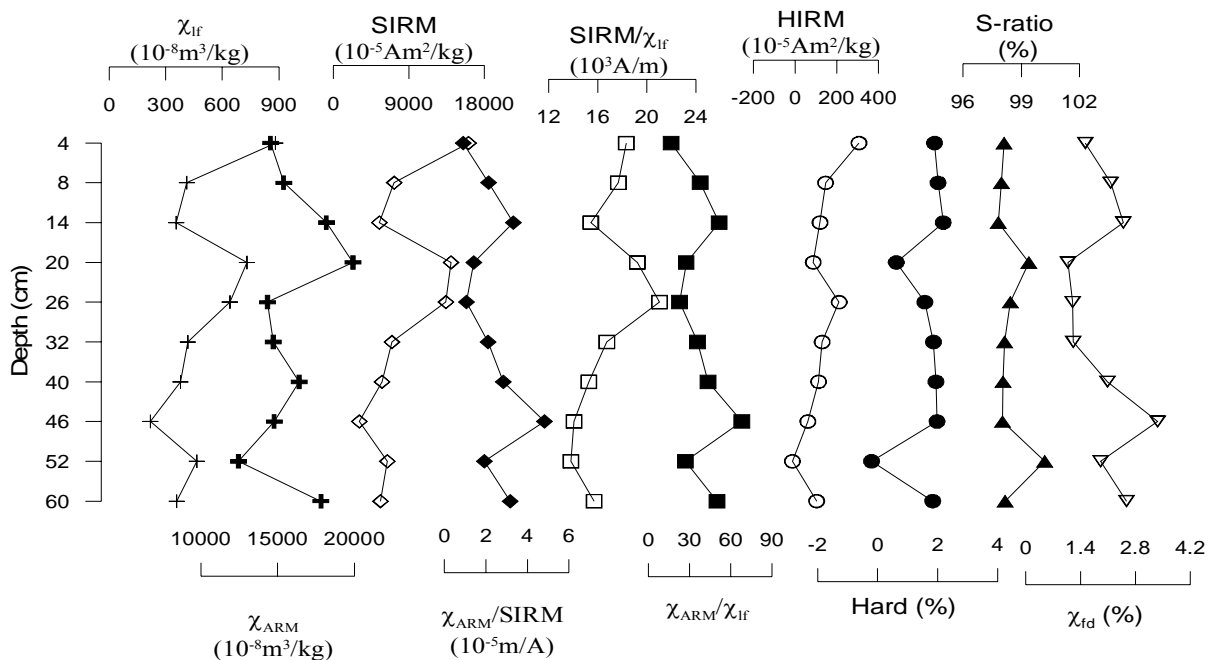 χlf
(10-8m3/kg)
0 300 600 900
SIRM
(10-5Am2/kg)
0 9000 18000
SIRM/χlf
(103A/m)
12 16 20 24
HIRM
(10-5Am2/kg)
-200 0 200 400
S-ratio
(%)
96 99 102
Depth (cm)
4
8
14
20
26
32
40
46
52
60
10000 15000 20000
χARM
(10-8m3/kg)
0 2 4 6
χARM/SIRM
(10-5m/A)
0 30 60 90
χARM/χlf
-2 0 2 4
Hard (%)
0 1.4 2.8 4.2
χfd (%)